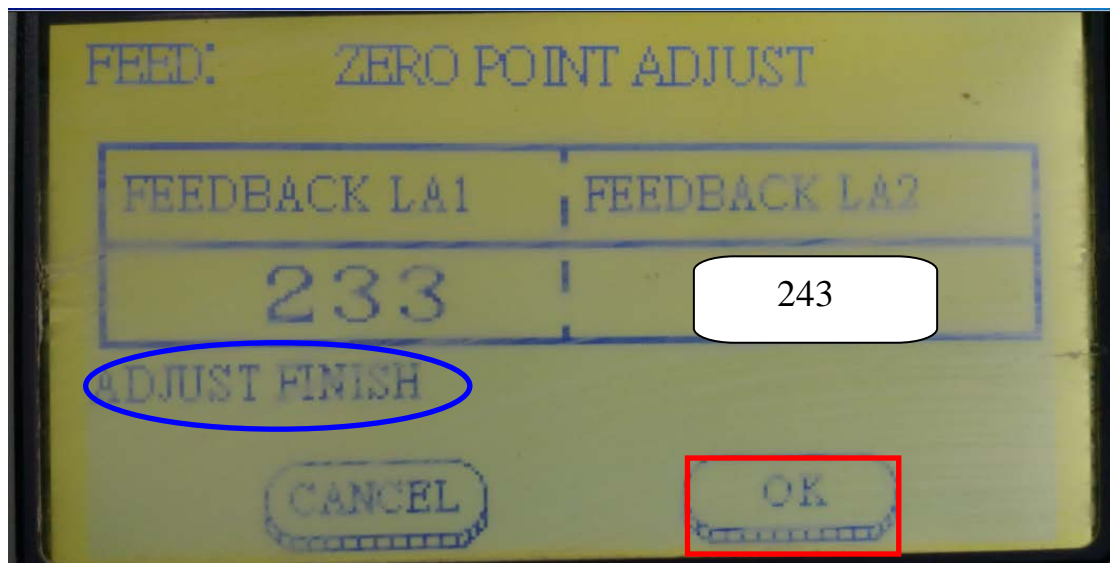 FEED: ZERO POINT ADJUST
FEEDBACK LA1 FEEDBACK LA2
233 243
ADJUST FINISH
CANCEL OK